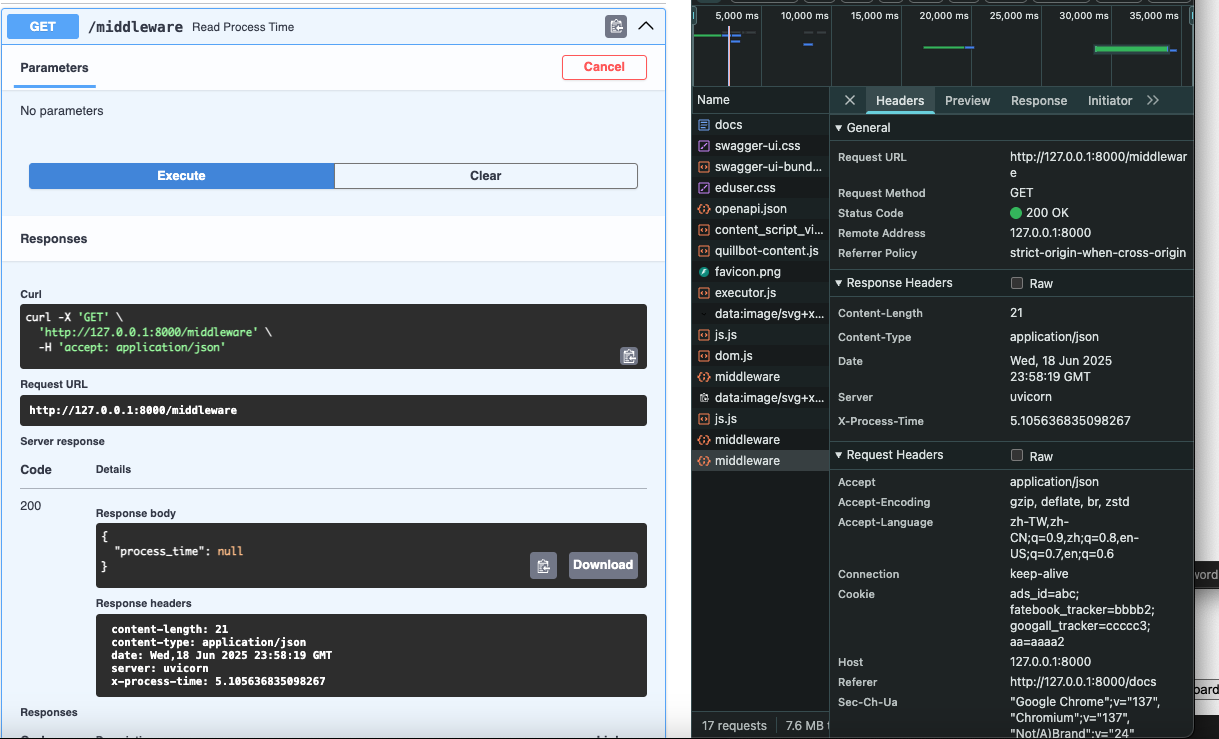 GET /middleware Read Process Time
Parameters
Cancel
No parameters
Execute
Clear
Responses
Curl
curl -X 'GET' \
'http://127.0.0.1:8000/middleware' \
-H 'accept: application/json'
Request URL
http://127.0.0.1:8000/middleware
Server response
Code Details
200
Response body
{
"process_time": null
}
Download
Response headers
content-length: 21
content-type: application/json
date: Wed,18 Jun 2025 23:58:19 GMT
server: uvicorn
x-process-time: 5.105636835098267
Responses
5,000 ms 10,000 ms 15,000 ms 20,000 ms 25,000 ms 30,000 ms 35,000 ms
Name
docs
swagger-ui.css
swagger-ui-bund...
eduser.css
openapi.json
content_script_vi...
quillbot-content.js
favicon.png
executor.js
data:image/svg+x...
js.js
dom.js
middleware
data:image/svg+x...
js.js
middleware
middleware
17 requests 7.6 MB
Headers Preview Response Initiator
General
Request URL http://127.0.0.1:8000/middlewar
e
Request Method GET
Status Code 200 OK
Remote Address 127.0.0.1:8000
Referrer Policy strict-origin-when-cross-origin
Response Headers Raw
Content-Length 21
Content-Type application/json
Date Wed, 18 Jun 2025
23:58:19 GMT
Server uvicorn
X-Process-Time 5.105636835098267
Request Headers Raw
Accept application/json
Accept-Encoding gzip, deflate, br, zstd
Accept-Language zh-TW,zh-
CN;q=0.9,zh;q=0.8,en-
US;q=0.7,en;q=0.6
Connection keep-alive
Cookie ads_id=abc;
fatebook_tracker=bbbb2;
googall_tracker=ccccc3;
aa=aaaa2
Host 127.0.0.1:8000
Referer http://127.0.0.1:8000/docs
Sec-Ch-Ua "Google Chrome";v="137",
"Chromium";v="137",
"Not/A)Brand";v="24"